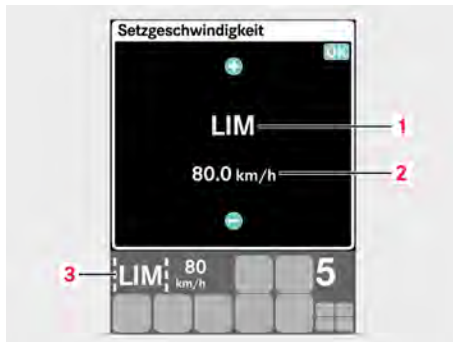 Setzgeschwindigkeit
OK
+
LIM
1
80.0 km/h
2
−
3
LIM
80
km/h
5